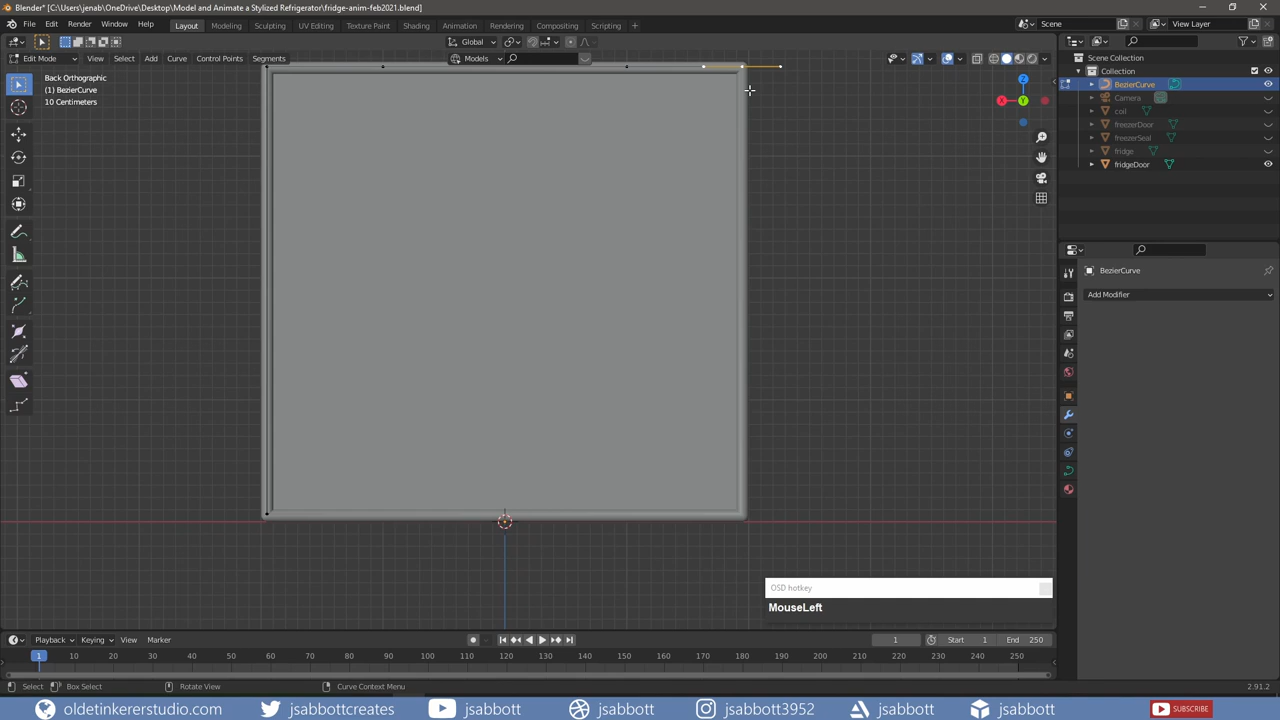 Blender* [C:\Users\jenab\OneDrive\Desktop\Model and Animate a Stylized Refrigerator\fridge-anim-feb2021.blend]
File Edit Render Window Help Layout Modeling Sculpting UV Editing Texture Paint Shading Animation Rendering Compositing Scripting + Scene View Layer
Global
Edit Mode View Select Add Curve Control Points Segments Models
Back Orthographic
(1) BezierCurve
10 Centimeters
Z
X Y
Scene Collection
Collection
BezierCurve
Camera
coil
freezerDoor
freezerSeal
fridge
fridgeDoor
BezierCurve
Add Modifier
OSD hotkey
MouseLeft
Playback Keying View Marker 1 Start 1 End 250
1 10 20 30 40 50 60 70 80 90 100 110 120 130 140 150 160 170 180 190 200 210 220 230 240 250
Select Box Select Rotate View Curve Context Menu 2.91.2
oldetinkererstudio.com jsabbottcreates jsabbott jsabbott jsabbott3952 jsabbott jsabbott SUBSCRIBE